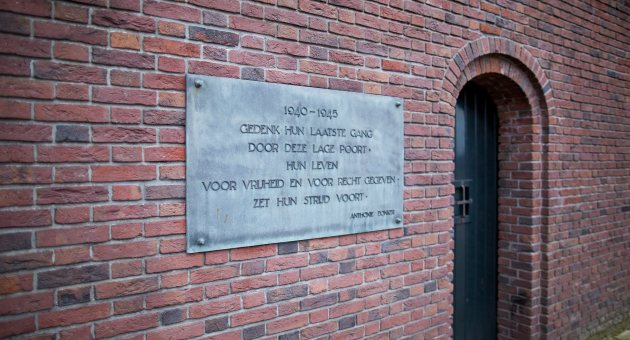 1940-1945
GEDENK HUN LAATSTE GANG
DOOR DEZE LAGE POORT·
HUN LEVEN
VOOR VRIJHEID EN VOOR RECHT GEGEVEN·
ZET HUN STRIJD VOORT·
ANTHONIE DONKER